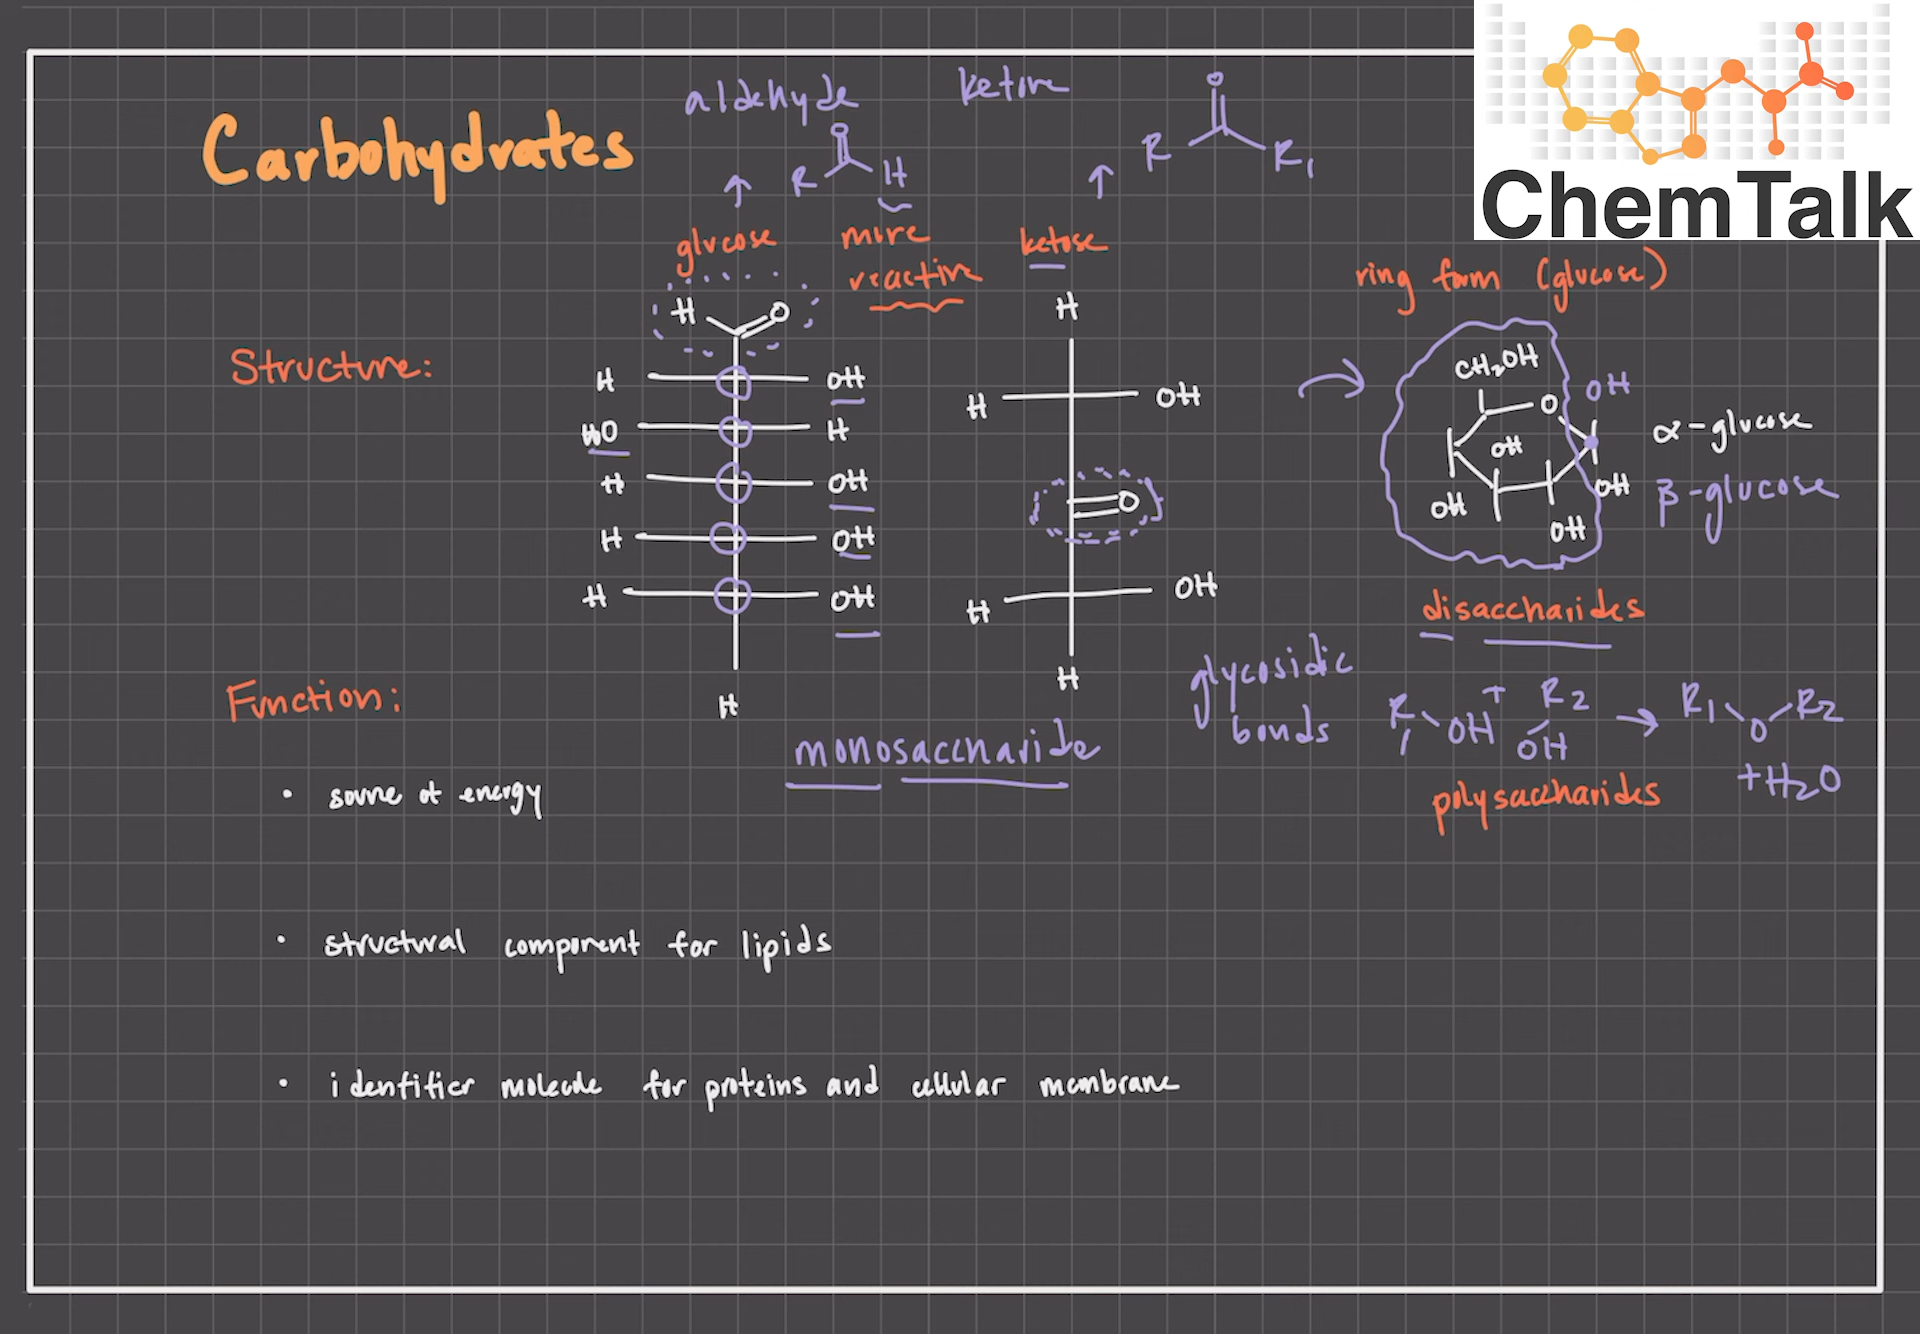 Carbohydrates
aldehyde
ketone
O
R H
O
R R1
ChemTalk
glucose
more
reactive
ketose
ring form (glucose)
Structure:
H O
H OH
HO H
H OH
H OH
H OH
H
H
H OH
O
H OH
H
CH2OH
O
OH
OH
OH
OH
OH
α-glucose
β-glucose
disaccharides
glycosidic
bonds
R1 OH + R2 OH → R1 O R2
+H2O
polysaccharides
monosaccharide
Function:
• source of energy
• structural component for lipids
• identifier molecule for proteins and cellular membrane